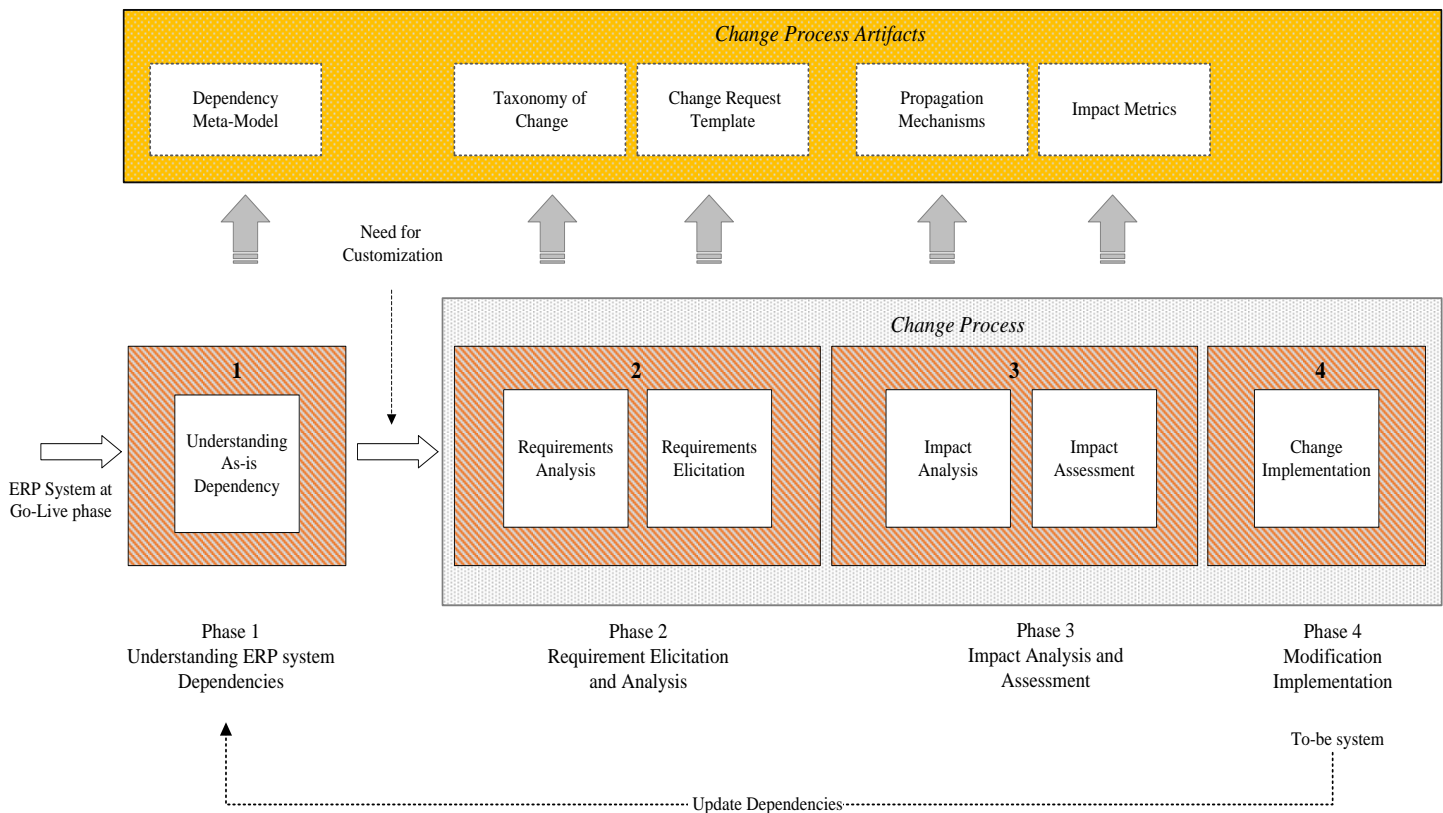 Change Process Artifacts
Dependency
Meta-Model
Taxonomy of
Change
Change Request
Template
Propagation
Mechanisms
Impact Metrics
Need for
Customization
Change Process
1
2
3
4
Understanding
As-is
Dependency
Requirements
Analysis
Requirements
Elicitation
Impact
Analysis
Impact
Assessment
Change
Implementation
ERP System at
Go-Live phase
Phase 1
Understanding ERP system
Dependencies
Phase 2
Requirement Elicitation
and Analysis
Phase 3
Impact Analysis and
Assessment
Phase 4
Modification
Implementation
To-be system
Update Dependencies